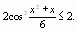 2cos² (x² + x)/6 ≤ 2.